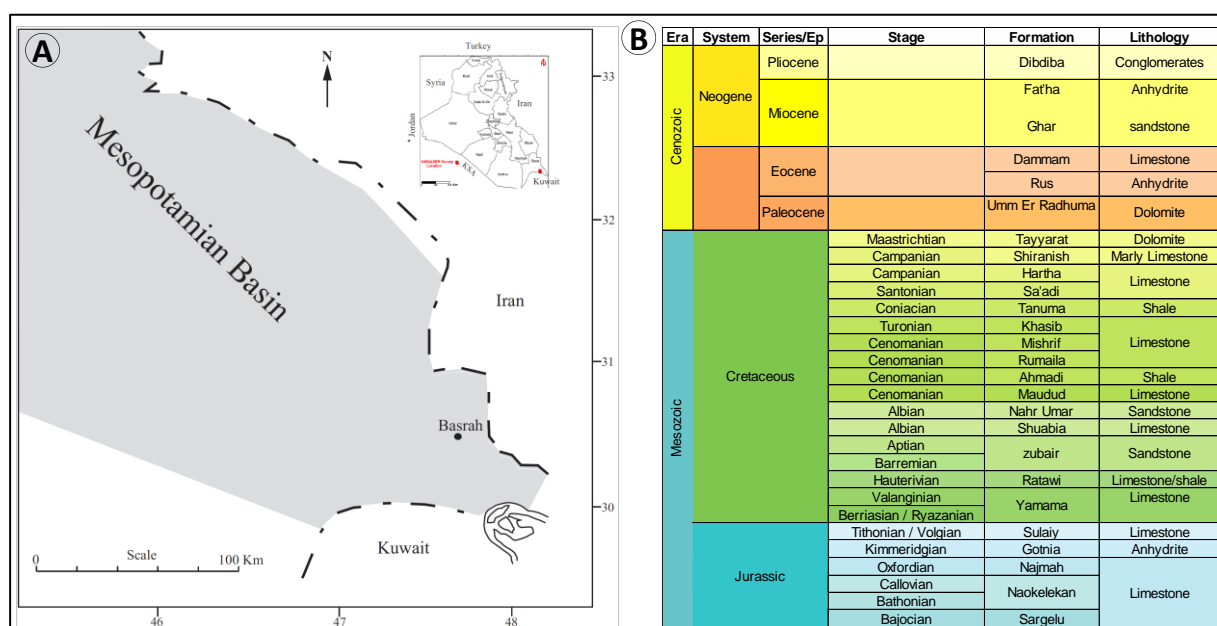 A
N
Turkey
N
Syria
Iran
Jordan
KSA
Kuwait
Mesopotamian Basin
Iran
Basrah
Kuwait
0 Scale 100 Km
33
32
31
30
46 47 48
B
Era System Series/Ep Stage Formation Lithology
Cenozoic
Neogene
Pliocene Dibdiba Conglomerates
Miocene
Fat'ha Anhydrite
Ghar sandstone
Eocene
Dammam Limestone
Rus Anhydrite
Paleocene Umm Er Radhuma Dolomite
Mesozoic
Cretaceous
Maastrichtian Tayyarat Dolomite
Campanian Shiranish Marly Limestone
Campanian Hartha
Limestone
Santonian Sa'adi
Coniacian Tanuma Shale
Turonian Khasib
Cenomanian Mishrif Limestone
Cenomanian Rumaila
Cenomanian Ahmadi Shale
Cenomanian Maudud Limestone
Albian Nahr Umar Sandstone
Albian Shuabia Limestone
Aptian
zubair Sandstone
Barremian
Hauterivian Ratawi Limestone/shale
Valanginian Limestone
Yamama
Berriasian / Ryazanian
Jurassic
Tithonian / Volgian Sulaiy Limestone
Kimmeridgian Gotnia Anhydrite
Oxfordian Najmah
Callovian
Naokelekan Limestone
Bathonian
Bajocian Sargelu